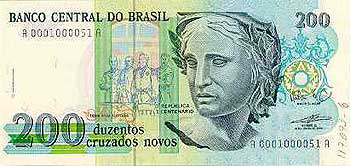 BANCO CENTRAL DO BRASIL 200
A 0001000051 A
REPÚBLICA
CENTENÁRIO
200 duzentos
cruzados novos
A 0001000051 A